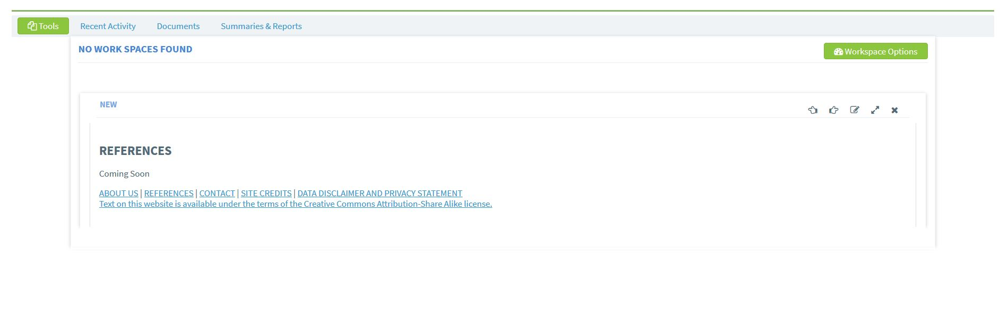 Tools Recent Activity Documents Summaries & Reports
NO WORK SPACES FOUND
Workspace Options
NEW
REFERENCES
Coming Soon
ABOUT US | REFERENCES | CONTACT | SITE CREDITS | DATA DISCLAIMER AND PRIVACY STATEMENT
Text on this website is available under the terms of the Creative Commons Attribution-Share Alike license.